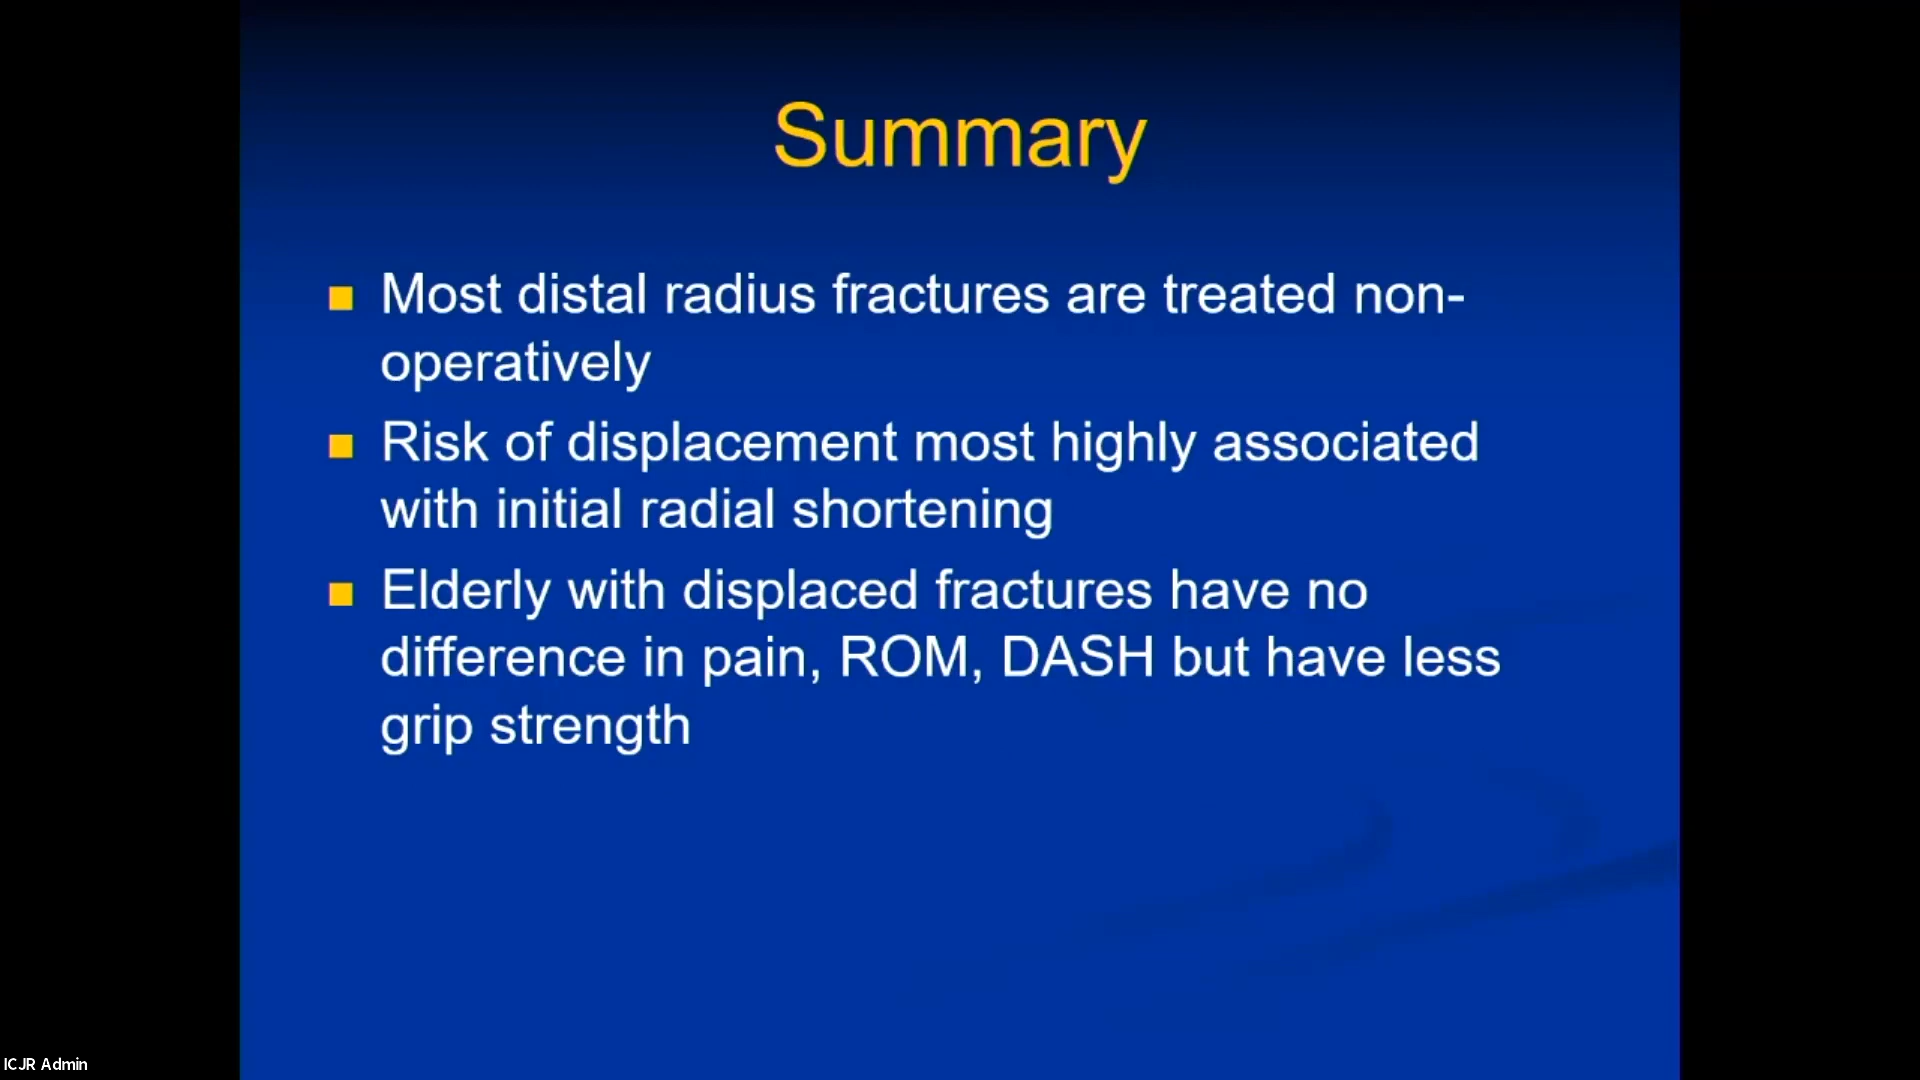 Summary
Most distal radius fractures are treated non-
operatively
Risk of displacement most highly associated
with initial radial shortening
Elderly with displaced fractures have no
difference in pain, ROM, DASH but have less
grip strength
ICJR Admin